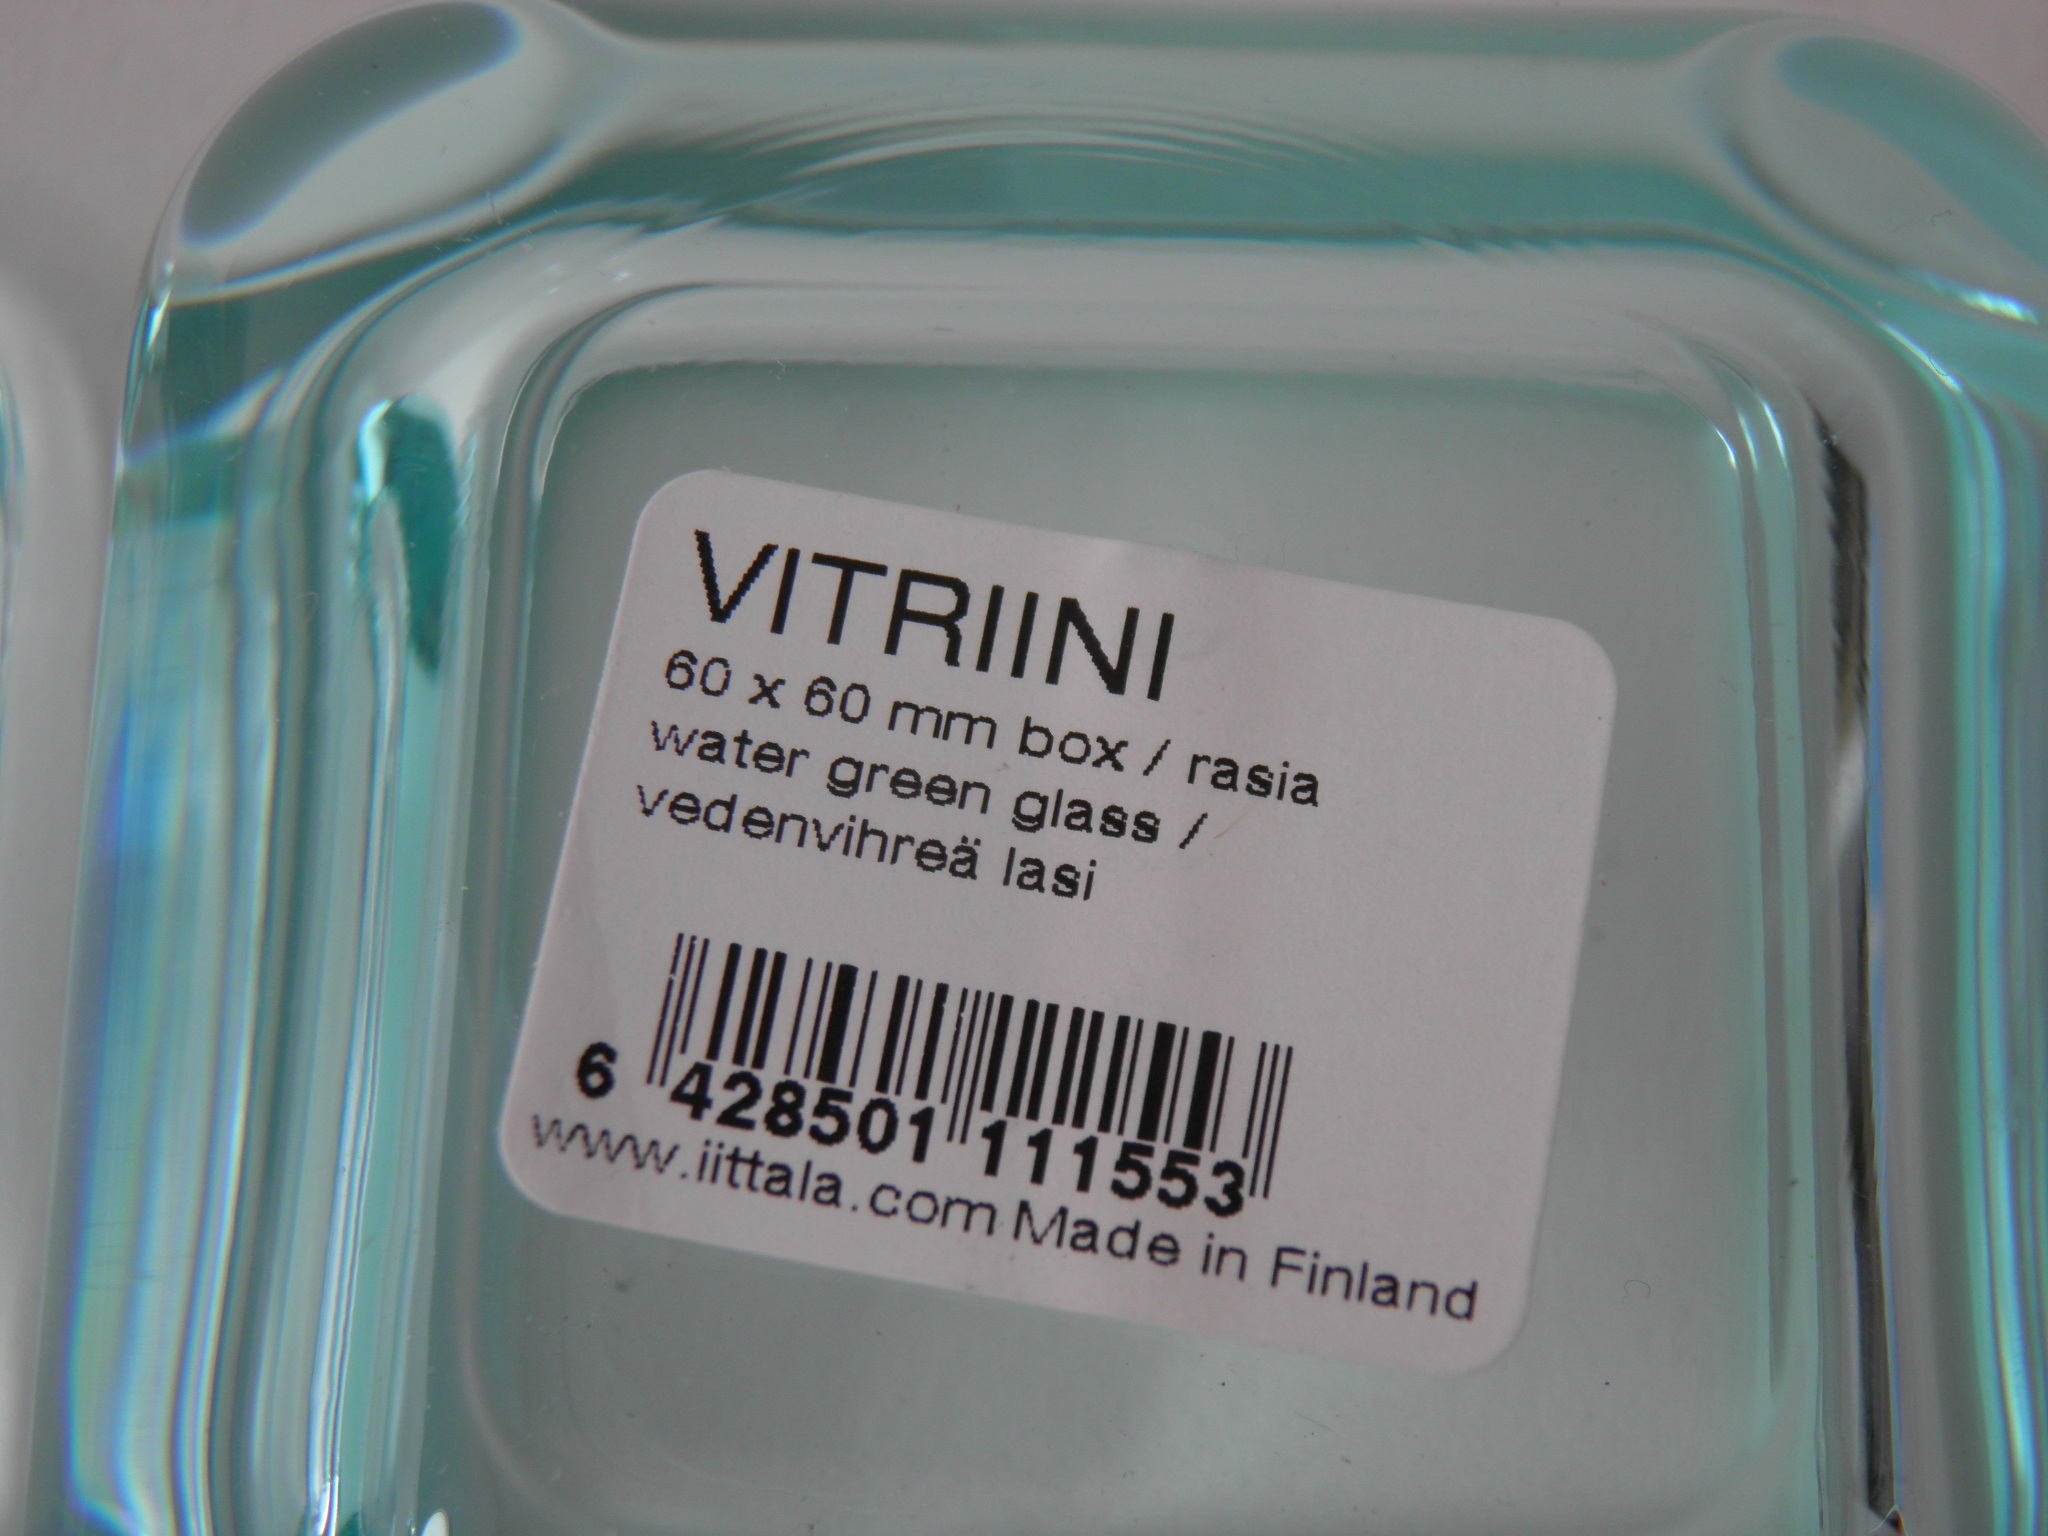 VITRIINI
60 x 60 mm box / rasia
water green glass /
vedenvihreä lasi
6 428501 111553
www.iittala.com Made in Finland